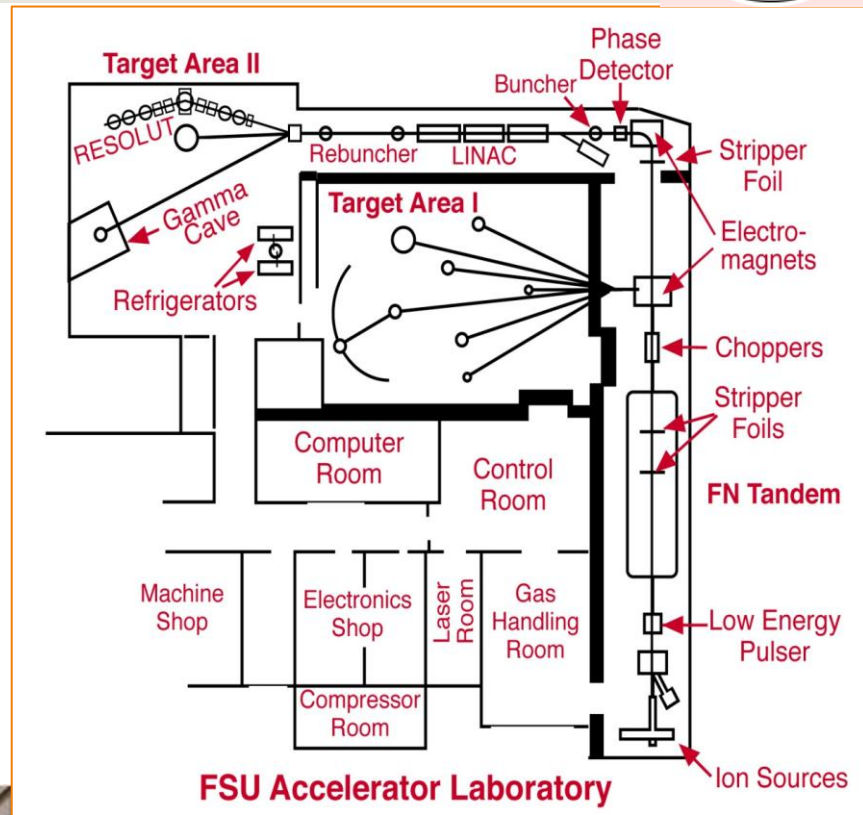 Phase
Detector
Target Area II
Buncher
RESOLUT
Rebuncher
LINAC
Stripper
Foil
Target Area I
Gamma
Cave
Electro-
magnets
Refrigerators
Choppers
Stripper
Foils
Computer
Room
Control
Room
FN Tandem
Machine
Shop
Electronics
Shop
Laser
Room
Gas
Handling
Room
Low Energy
Pulser
Compressor
Room
Ion Sources
FSU Accelerator Laboratory